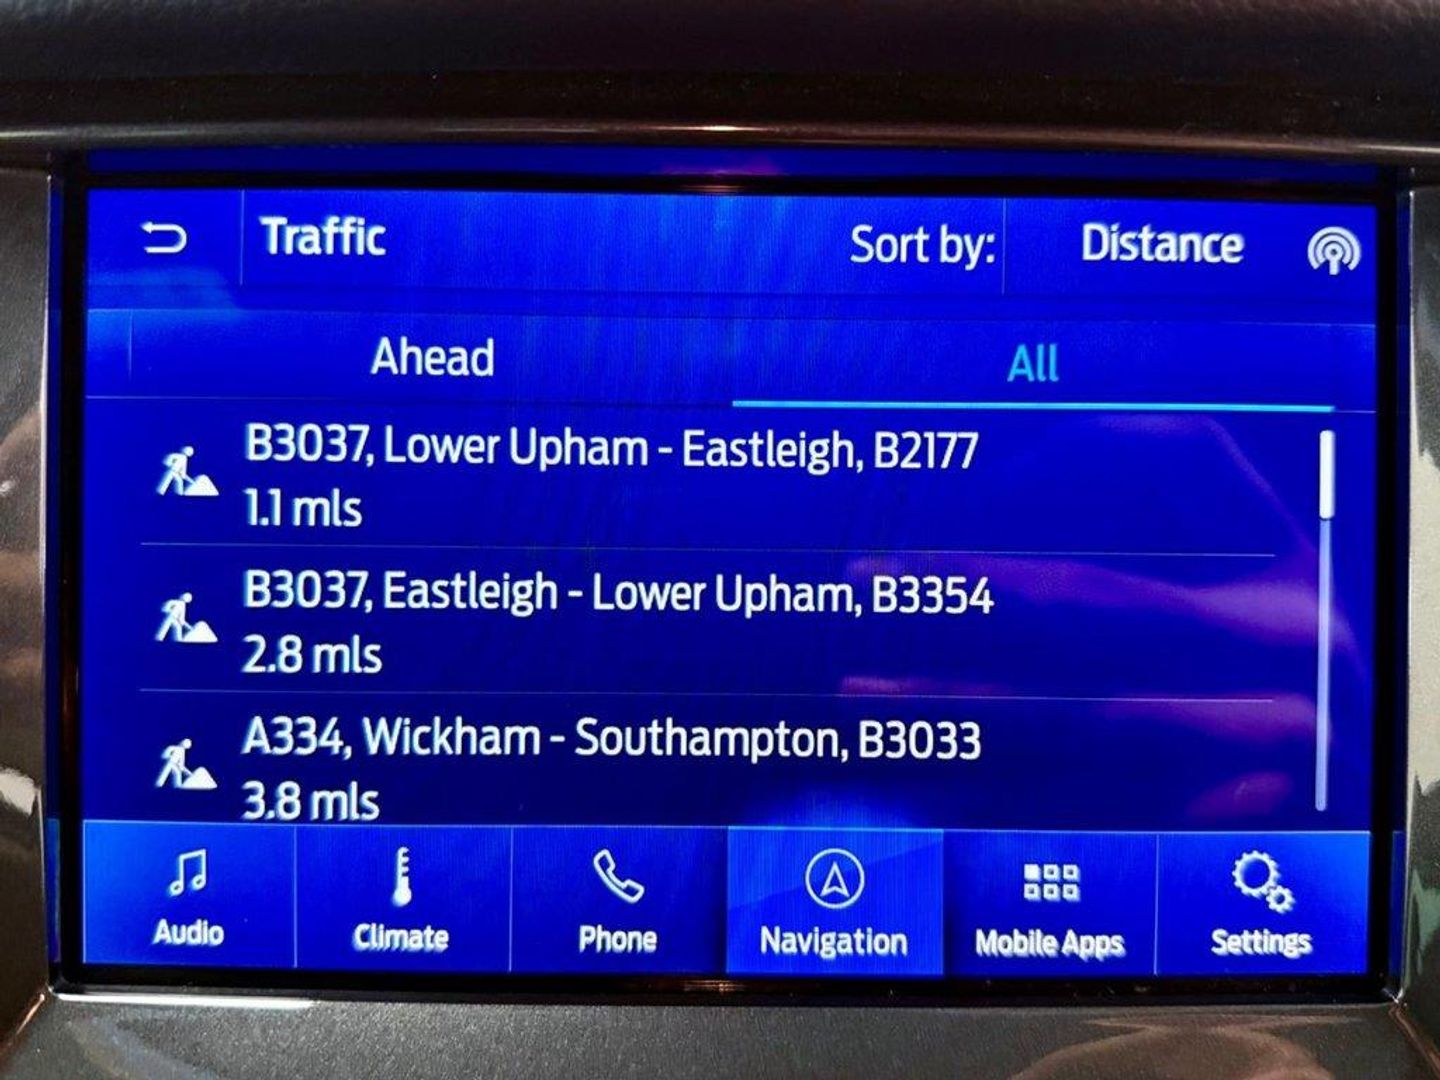 Traffic
Sort by:
Distance
Ahead
All
B3037, Lower Upham - Eastleigh, B2177
1.1 mls
B3037, Eastleigh - Lower Upham, B3354
2.8 mls
A334, Wickham - Southampton, B3033
3.8 mls
Audio
Climate
Phone
Navigation
Mobile Apps
Settings